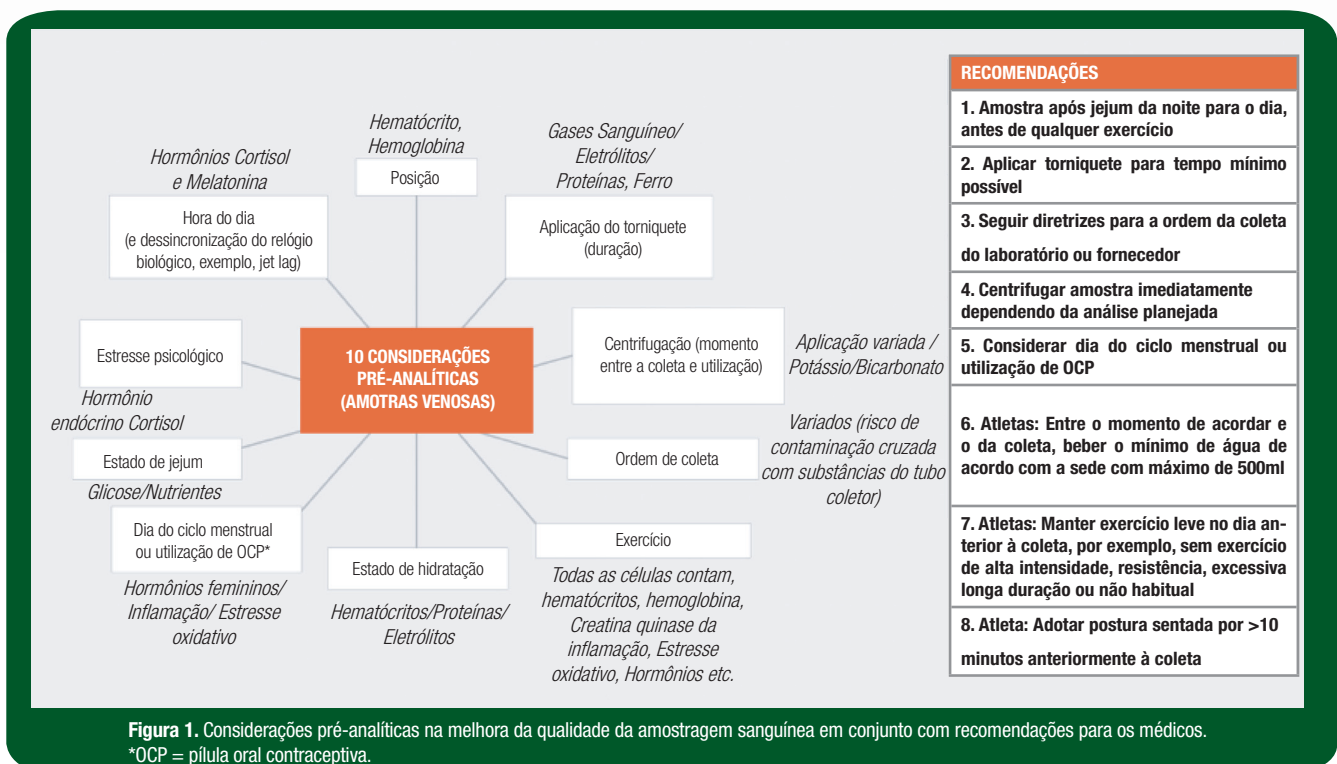 Hematócrito,
Hemoglobina
Posição
Gases Sanguíneo/
Eletrólitos/
Proteínas, Ferro
Aplicação do torniquete
(duração)
Hormônios Cortisol
e Melatonina
Hora do dia
(e dessincronização do relógio
biológico, exemplo, jet lag)
Estresse psicológico
Hormônio
endócrino Cortisol
10 CONSIDERAÇÕES
PRÉ-ANALÍTICAS
(AMOTRAS VENOSAS)
Centrifugação (momento
entre a coleta e utilização)
Aplicação variada /
Potássio/Bicarbonato
Estado de jejum
Glicose/Nutrientes
Ordem de coleta
Variados (risco de
contaminação cruzada
com substâncias do tubo
coletor)
Dia do ciclo menstrual
ou utilização de OCP*
Hormônios femininos/
Inflamação/ Estresse
oxidativo
Estado de hidratação
Hematócritos/Proteínas/
Eletrólitos
Exercício
Todas as células contam,
hematócritos, hemoglobina,
Creatina quinase da
inflamação, Estresse
oxidativo, Hormônios etc.
RECOMENDAÇÕES
1. Amostra após jejum da noite para o dia,
antes de qualquer exercício
2. Aplicar torniquete para tempo mínimo
possível
3. Seguir diretrizes para a ordem da coleta
do laboratório ou fornecedor
4. Centrifugar amostra imediatamente
dependendo da análise planejada
5. Considerar dia do ciclo menstrual ou
utilização de OCP
6. Atletas: Entre o momento de acordar e
o da coleta, beber o mínimo de água de
acordo com a sede com máximo de 500ml
7. Atletas: Manter exercício leve no dia an-
terior à coleta, por exemplo, sem exercício
de alta intensidade, resistência, excessiva
longa duração ou não habitual
8. Atleta: Adotar postura sentada por >10
minutos anteriormente à coleta
Figura 1. Considerações pré-analíticas na melhora da qualidade da amostragem sanguínea em conjunto com recomendações para os médicos.
*OCP = pílula oral contraceptiva.